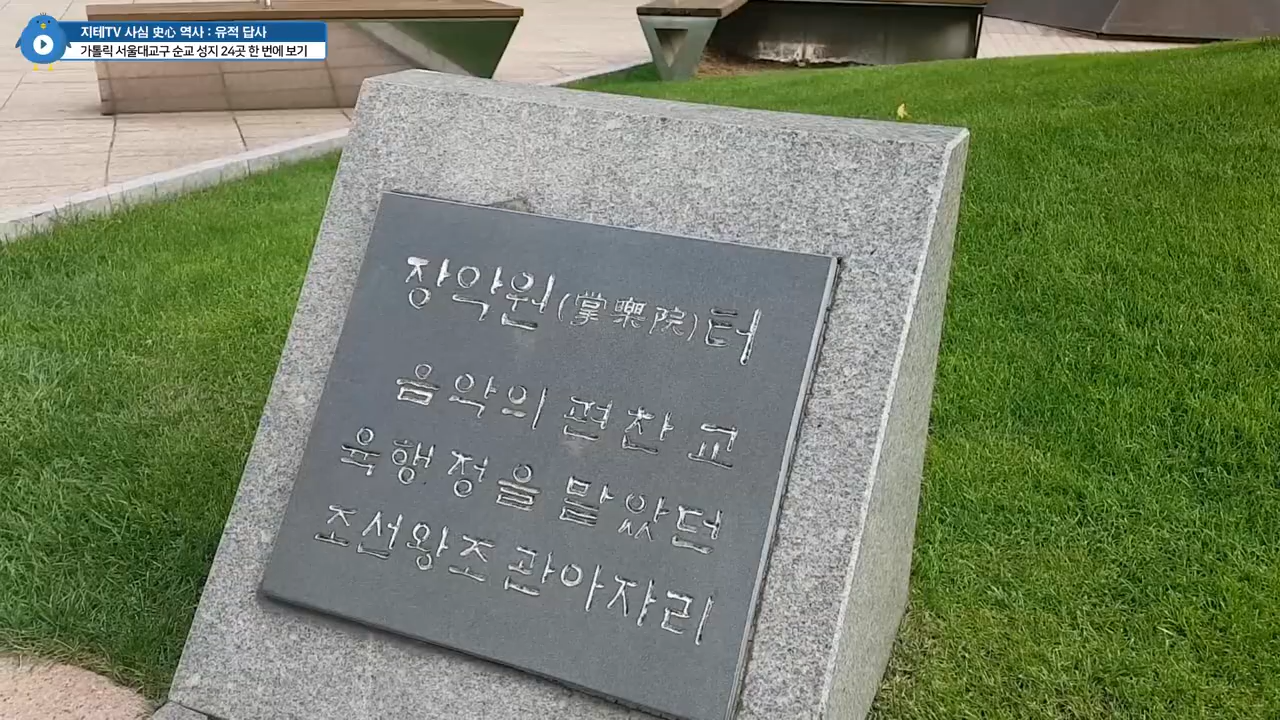 지테TV 사심 史心 역사 : 유적 답사
가톨릭 서울대교구 순교 성지 24곳 한 번에 보기
장악원(掌樂院)터
음악의 편찬 교
육행정을 맡았던
조선왕조 관아자리